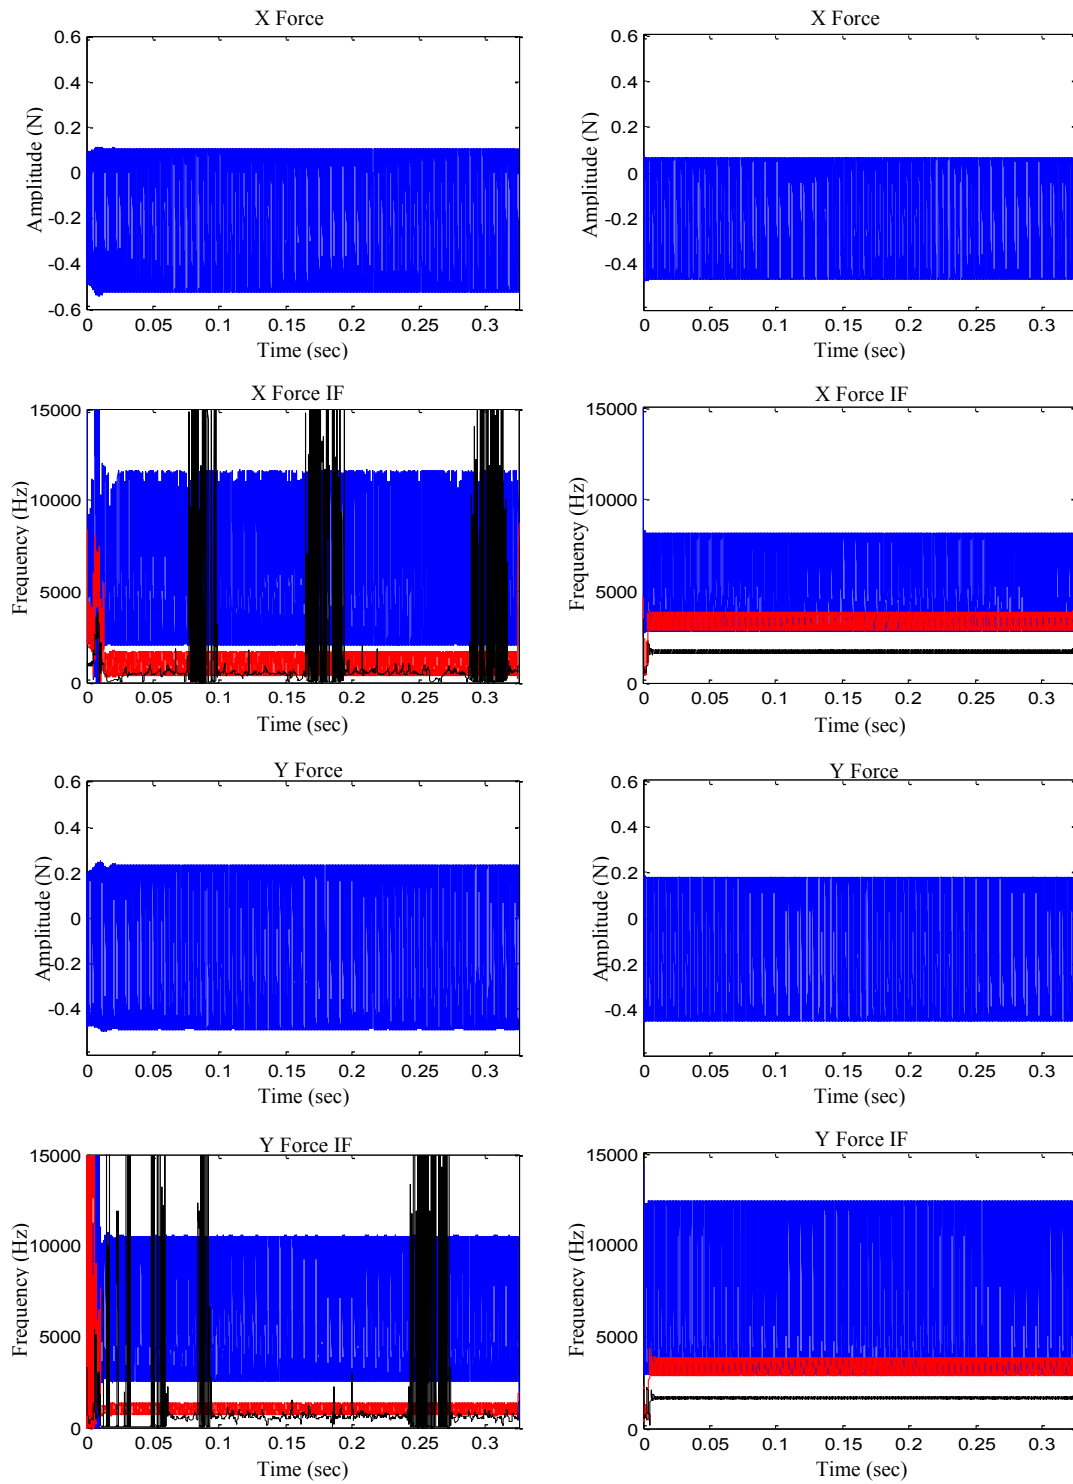 X Force
Amplitude (N)
0.6
0.4
0.2
0
-0.2
-0.4
-0.6
0 0.05 0.1 0.15 0.2 0.25 0.3
Time (sec)
X Force
Amplitude (N)
0.6
0.4
0.2
0
-0.2
-0.4
0 0.05 0.1 0.15 0.2 0.25 0.3
Time (sec)
X Force IF
Frequency (Hz)
15000
10000
5000
0
0 0.05 0.1 0.15 0.2 0.25 0.3
Time (sec)
X Force IF
Frequency (Hz)
15000
10000
5000
0
0 0.05 0.1 0.15 0.2 0.25 0.3
Time (sec)
Y Force
Amplitude (N)
0.6
0.4
0.2
0
-0.2
-0.4
0 0.05 0.1 0.15 0.2 0.25 0.3
Time (sec)
Y Force
Amplitude (N)
0.6
0.4
0.2
0
-0.2
-0.4
0 0.05 0.1 0.15 0.2 0.25 0.3
Time (sec)
Y Force IF
Frequency (Hz)
15000
10000
5000
0
0 0.05 0.1 0.15 0.2 0.25 0.3
Time (sec)
Y Force IF
Frequency (Hz)
15000
10000
5000
0
0 0.05 0.1 0.15 0.2 0.25 0.3
Time (sec)